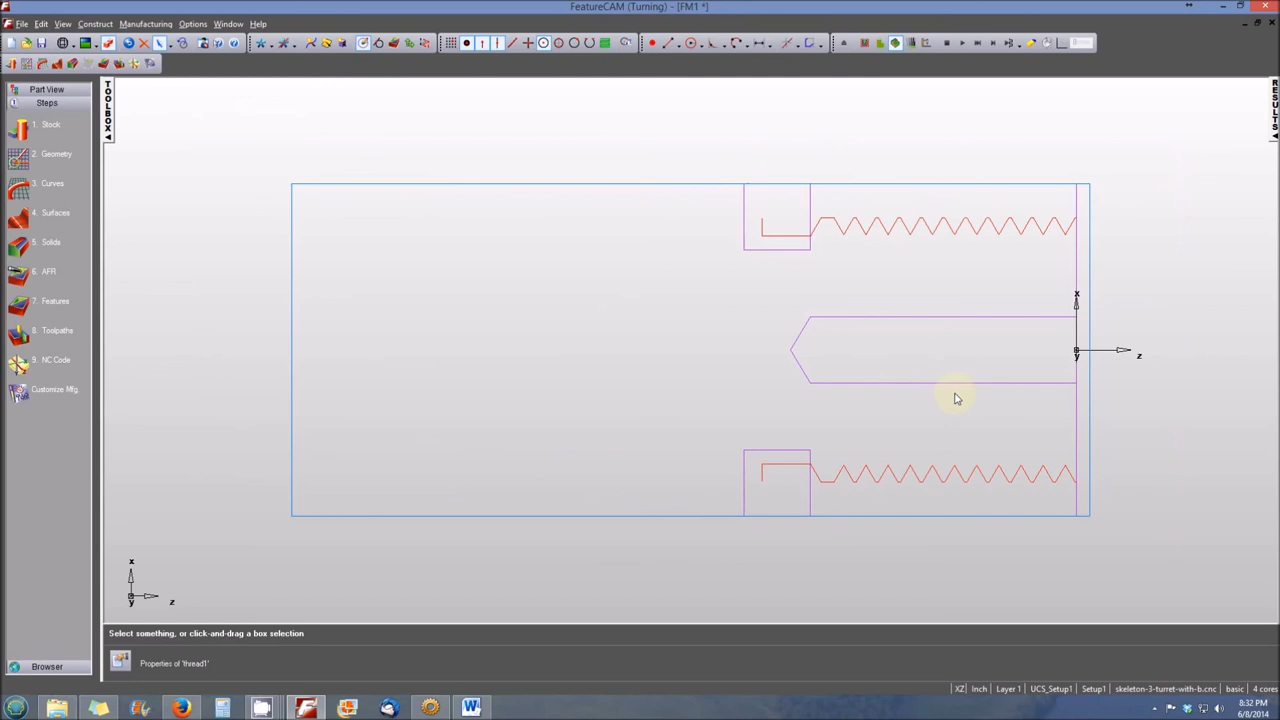 FeatureCAM (Turning) - [FM1 *]
File Edit View Construct Manufacturing Options Window Help
Part View
Steps
1. Stock
2. Geometry
3. Curves
4. Surfaces
5. Solids
6. AFR
7. Features
8. Toolpaths
9. NC Code
Customize Mfg.
Browser
TOOLBOX
RESULTS
x
y
z
x
y
z
Select something, or click-and-drag a box selection
Properties of 'thread1'
XZ Inch Layer 1 UCS_Setup1 Setup1 skeleton-3-turret-with-b.cnc basic 4 cores
8:32 PM
6/8/2014